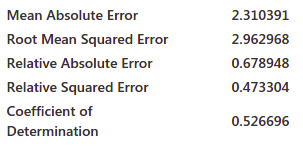 Mean Absolute Error 2.310391
Root Mean Squared Error 2.962968
Relative Absolute Error 0.678948
Relative Squared Error 0.473304
Coefficient of
Determination 0.526696